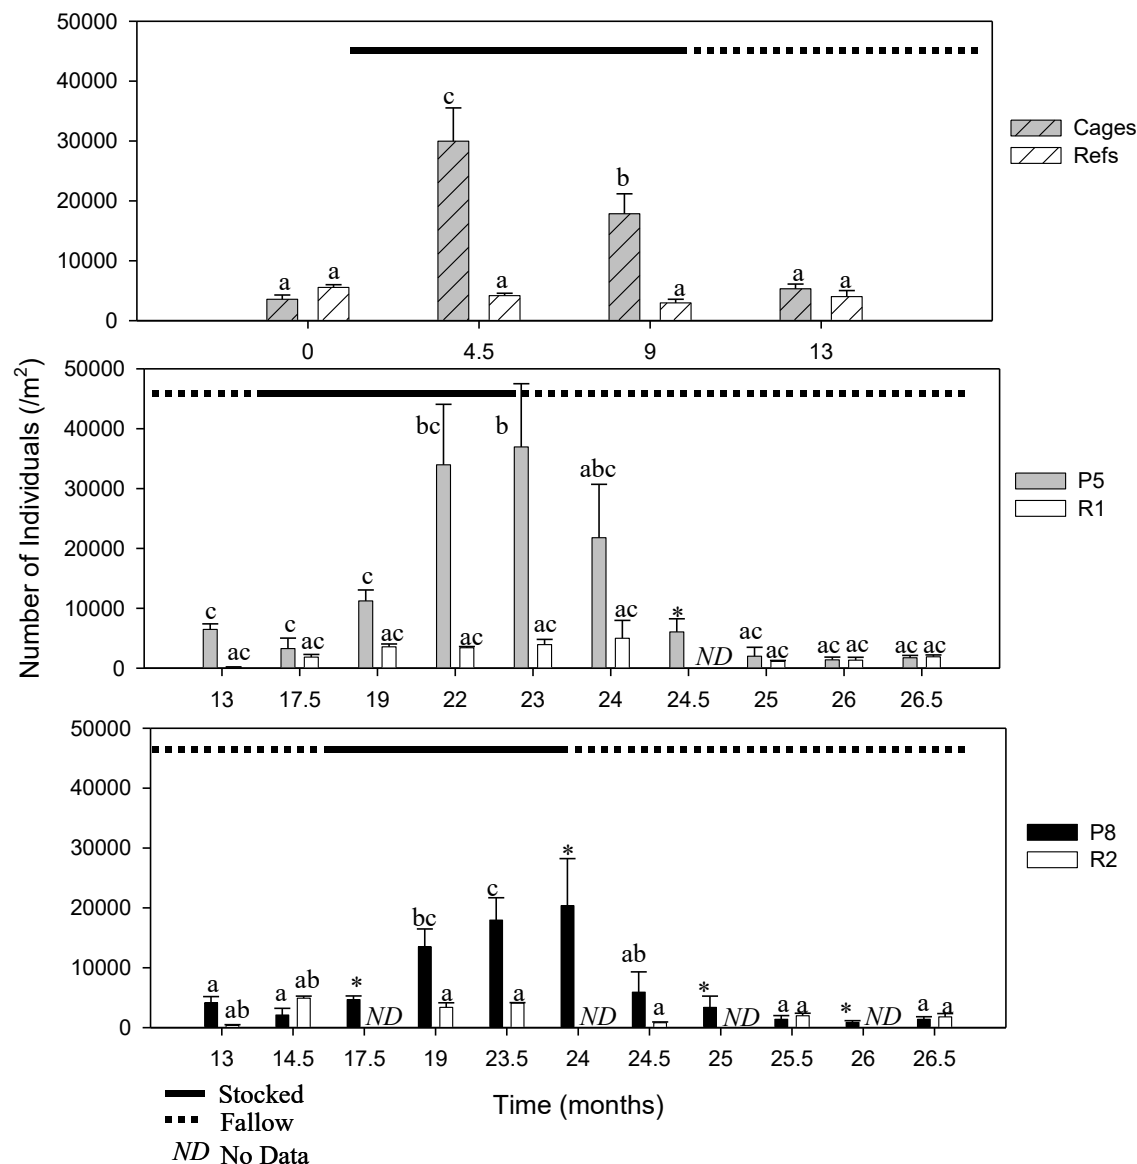 50000
40000
30000
20000
10000
0
c
b
a a a a a a
0 4.5 9 13
Cages
Refs
Number of Individuals (/m2)
50000
40000
30000
20000
10000
0
bc b
abc
c
c ac c ac ac ac ac ac * ND ac ac ac ac ac ac
13 17.5 19 22 23 24 24.5 25 26 26.5
P5
R1
50000
40000
30000
20000
10000
0
*
bc c
a ab a ab * ND a a ND ab a * ND a a * ND a a
13 14.5 17.5 19 23.5 24 24.5 25 25.5 26 26.5
P8
R2
Time (months)
Stocked
Fallow
ND No Data